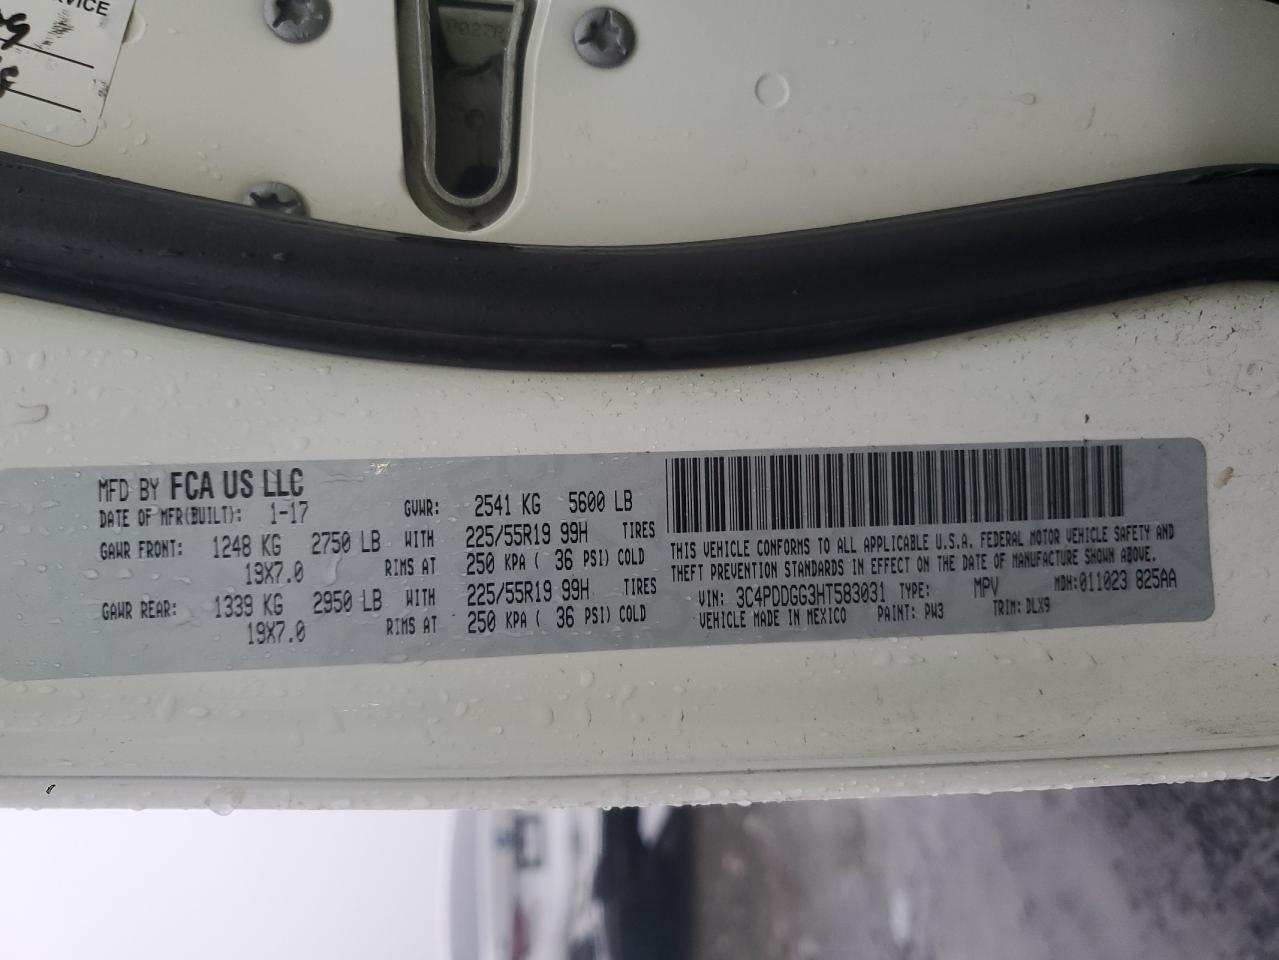 VICE
MFD BY FCA US LLC
DATE OF MFR(BUILT): 1-17
GVWR: 2541 KG 5600 LB
GAWR FRONT: 1248 KG 2750 LB WITH 225/55R19 99H TIRES
19X7.0 RIMS AT 250 KPA ( 36 PSI) COLD
GAWR REAR: 1339 KG 2950 LB WITH 225/55R19 99H TIRES
19X7.0 RIMS AT 250 KPA ( 36 PSI) COLD
THIS VEHICLE CONFORMS TO ALL APPLICABLE U.S.A. FEDERAL MOTOR VEHICLE SAFETY AND
THEFT PREVENTION STANDARDS IN EFFECT ON THE DATE OF MANUFACTURE SHOWN ABOVE.
VIN: 3C4PDDGG3HT583031 TYPE: MPV MDH:011023 825AA
VEHICLE MADE IN MEXICO PAINT: PW3 TRIM: DLX9